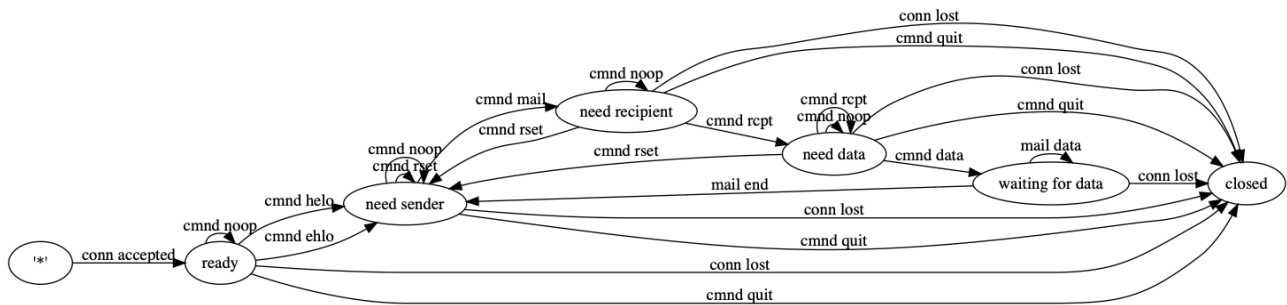 conn lost
cmnd quit
cmnd noop
conn lost
cmnd rcpt
cmnd mail
need recipient
cmnd quit
cmnd noop
cmnd rcpt
cmnd rset
mail data
cmnd noop
need data
cmnd rset
cmnd data
cmnd rset
conn lost
waiting for data
closed
mail end
cmnd helo
need sender
conn lost
cmnd noop
cmnd ehlo
cmnd quit
conn accepted
'*'
ready
conn lost
cmnd quit